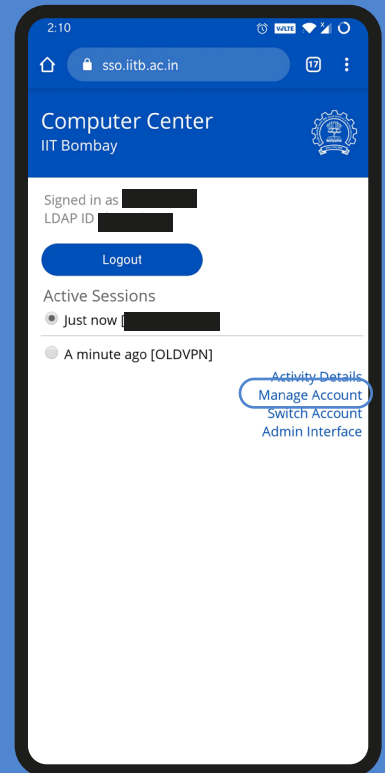 2:10
VoLTE
sso.iitb.ac.in
17
Computer Center
IIT Bombay
Signed in as
LDAP ID
Logout
Active Sessions
Just now [
A minute ago [OLDVPN]
Activity Details
Manage Account
Switch Account
Admin Interface